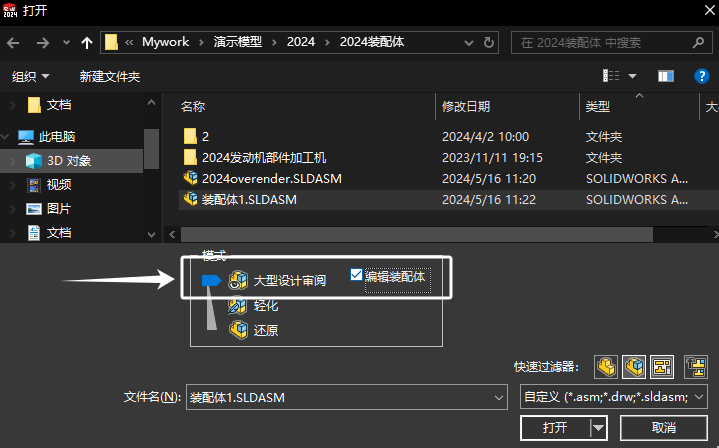 2024 打开
« Mywork › 演示模型 › 2024 › 2024装配体
在 2024装配体 中搜索
组织 新建文件夹
文档
此电脑
3D 对象
视频
图片
文档
名称 修改日期 类型 大
2 2024/4/2 10:00 文件夹
2024发动机部件加工机 2023/11/11 19:15 文件夹
2024overender.SLDASM 2024/5/16 11:20 SOLIDWORKS A...
装配体1.SLDASM 2024/5/16 11:22 SOLIDWORKS A...
模式
大型设计审阅 编辑装配体
轻化
还原
快速过滤器:
文件名(N): 装配体1.SLDASM 自定义 (*.asm;*.drw;*.sldasm;
打开 取消